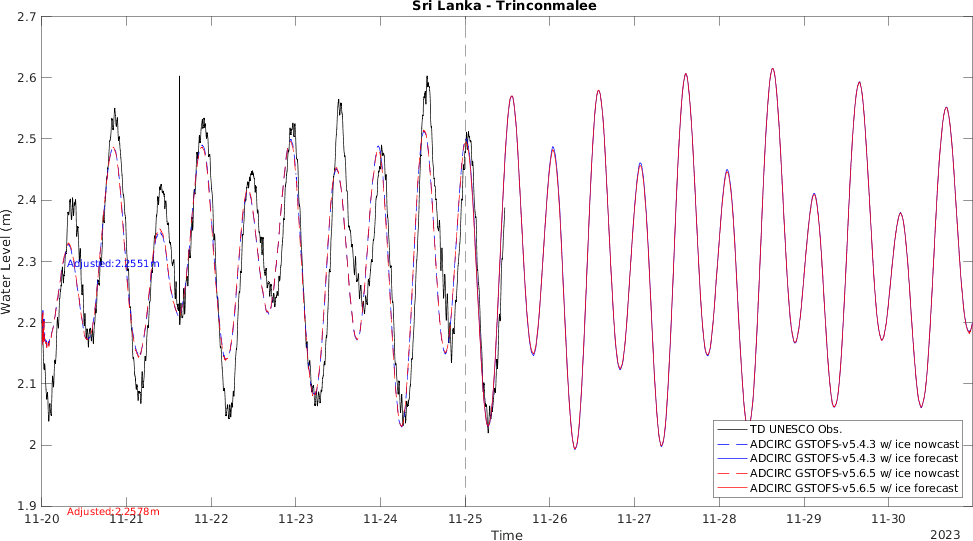 Sri Lanka - Trinconmalee
2.7
2.6
2.5
2.4
2.3
2.2
2.1
2
1.9
Water Level (m)
Adjusted:2.2551m
Adjusted:2.2578m
TD UNESCO Obs.
ADCIRC GSTOFS-v5.4.3 w/ ice nowcast
ADCIRC GSTOFS-v5.4.3 w/ ice forecast
ADCIRC GSTOFS-v5.6.5 w/ ice nowcast
ADCIRC GSTOFS-v5.6.5 w/ ice forecast
11-20 11-21 11-22 11-23 11-24 11-25 11-26 11-27 11-28 11-29 11-30
Time
2023